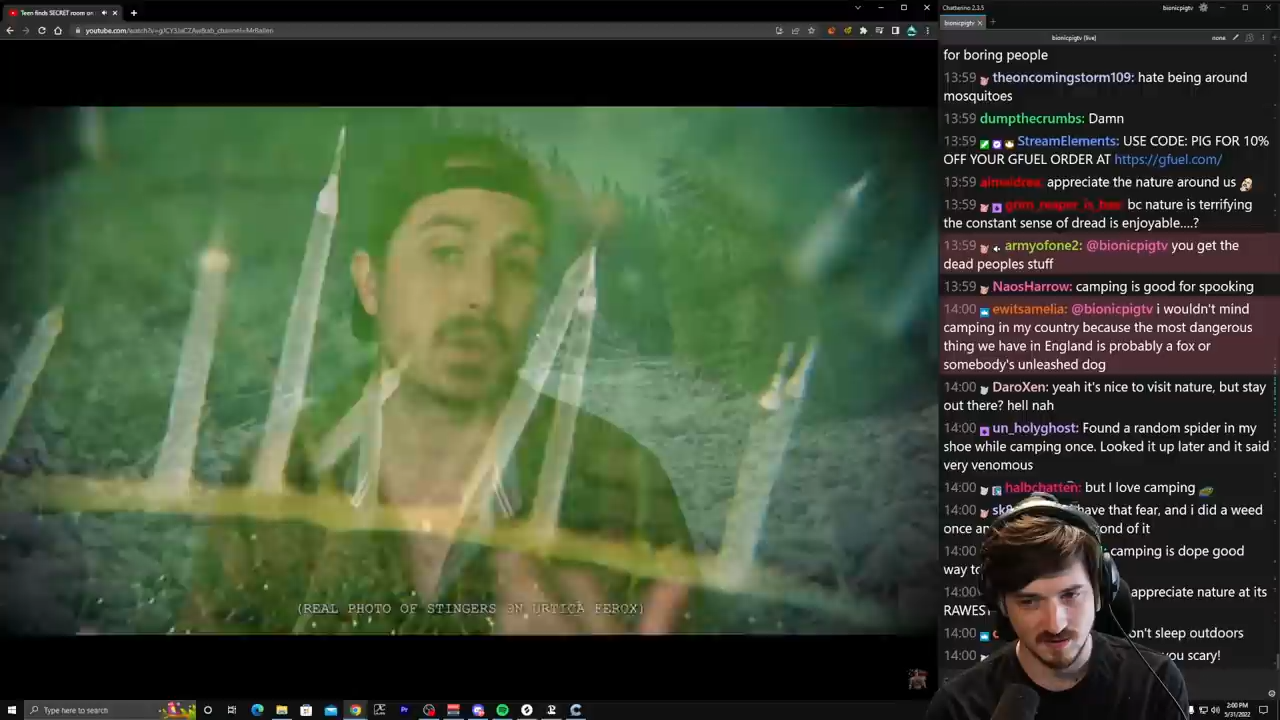 Teen finds SECRET room on
youtube.com/watch?v=
(REAL PHOTO OF STINGERS ON URTICA FEROX)
Type here to search
Chatterino 2.3.5
bionicpigtv
bionicpigtv
bionicpigtv (live)
none
for boring people
13:59 theoncomingstorm109: hate being around
mosquitoes
dumpthecrumbs: Damn
13:59 StreamElements: USE CODE: PIG FOR 10%
OFF YOUR GFUEL ORDER AT https://gfuel.com/
13:59 appreciate the nature around us
13:59 bc nature is terrifying
the constant sense of dread is enjoyable....?
13:59 armyofone2: @bionicpigtv you get the
dead peoples stuff
13:59 NaosHarrow: camping is good for spooking
14:00 ewitsamelia: @bionicpigtv i wouldn't mind
camping in my country because the most dangerous
thing we have in England is probably a fox or
somebody's unleashed dog
14:00 DaroXen: yeah it's nice to visit nature, but stay
out there? hell nah
14:00 un_holyghost: Found a random spider in my
shoe while camping once. Looked it up later and it said
very venomous
14:00 halbchatten: but I love camping
14:00 have that fear, and i did a weed
once of it
14:00 camping is dope good
way to
14:00 appreciate nature at its
RAWEST
14:00 don't sleep outdoors
14:00 you scary!
2:00 PM
5/31/2022